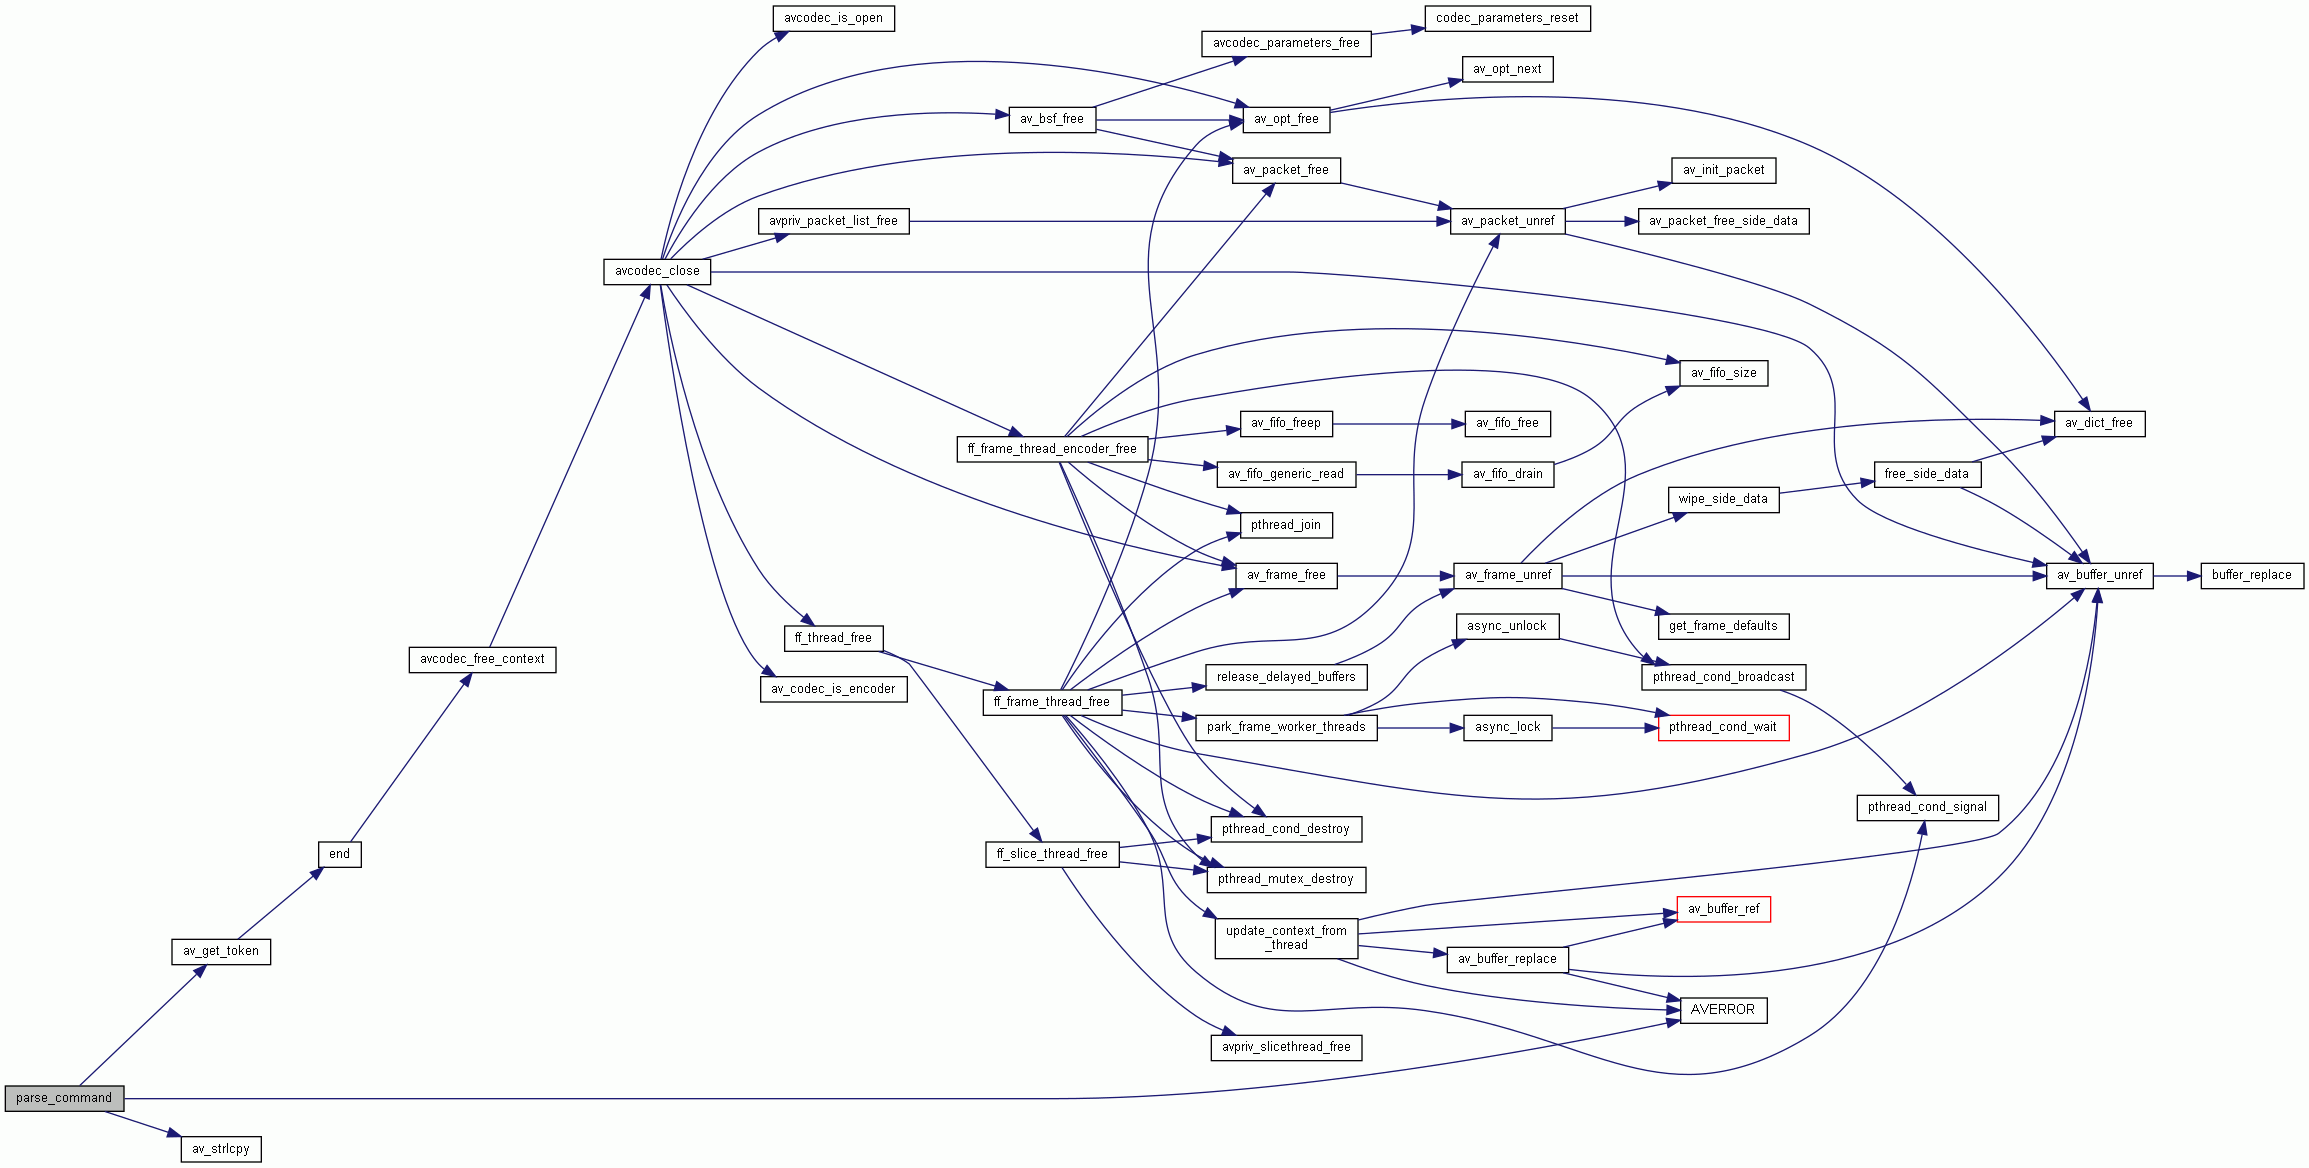 avcodec_is_open
codec_parameters_reset
avcodec_parameters_free
av_opt_next
av_bsf_free
av_opt_free
av_packet_free
av_init_packet
avpriv_packet_list_free
av_packet_unref
av_packet_free_side_data
avcodec_close
av_fifo_size
av_fifo_freep
av_fifo_free
av_dict_free
ff_frame_thread_encoder_free
av_fifo_generic_read
av_fifo_drain
free_side_data
wipe_side_data
pthread_join
av_frame_free
av_frame_unref
av_buffer_unref
buffer_replace
ff_thread_free
async_unlock
get_frame_defaults
avcodec_free_context
av_codec_is_encoder
release_delayed_buffers
pthread_cond_broadcast
ff_frame_thread_free
park_frame_worker_threads
async_lock
pthread_cond_wait
pthread_cond_signal
pthread_cond_destroy
end
ff_slice_thread_free
pthread_mutex_destroy
av_buffer_ref
update_context_from
_thread
av_get_token
av_buffer_replace
AVERROR
avpriv_slicethread_free
parse_command
av_strlcpy